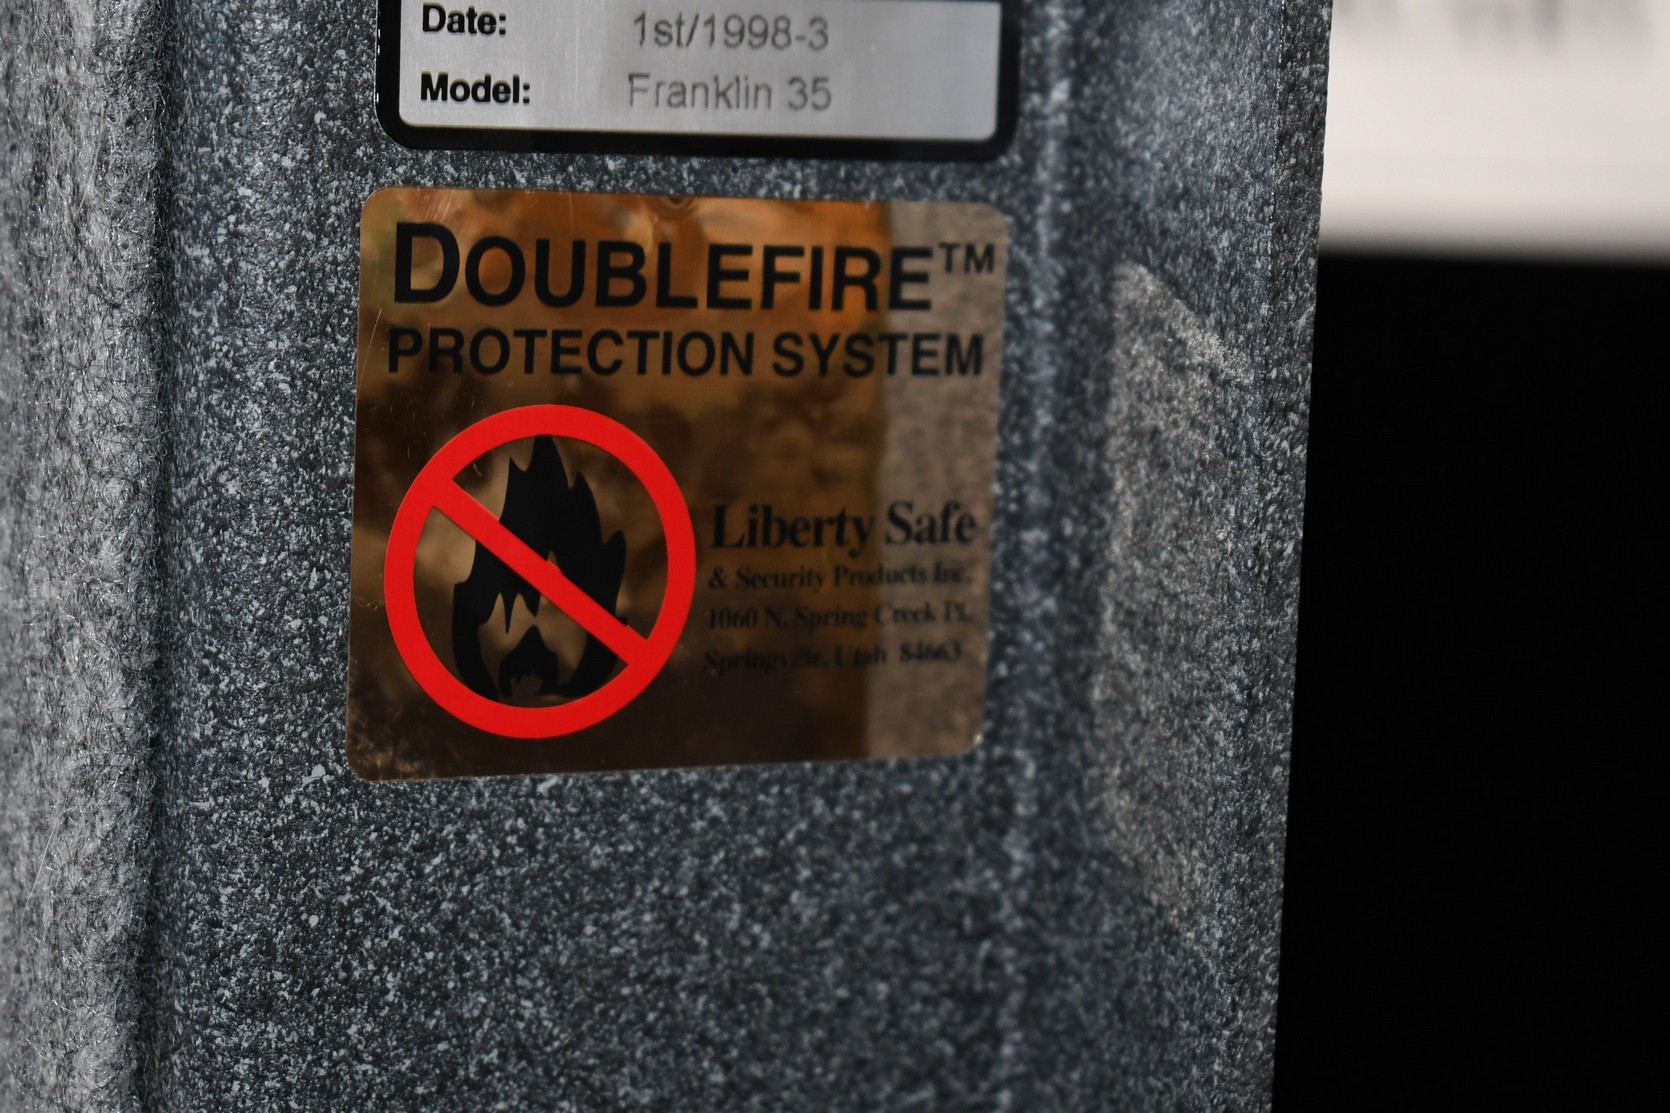 Date: 1st/1998-3
Model: Franklin 35
DOUBLEFIRE™
PROTECTION SYSTEM
Liberty Safe
& Security Products Inc.
1060 N. Spring Creek Pl.
Springville, Utah 84663